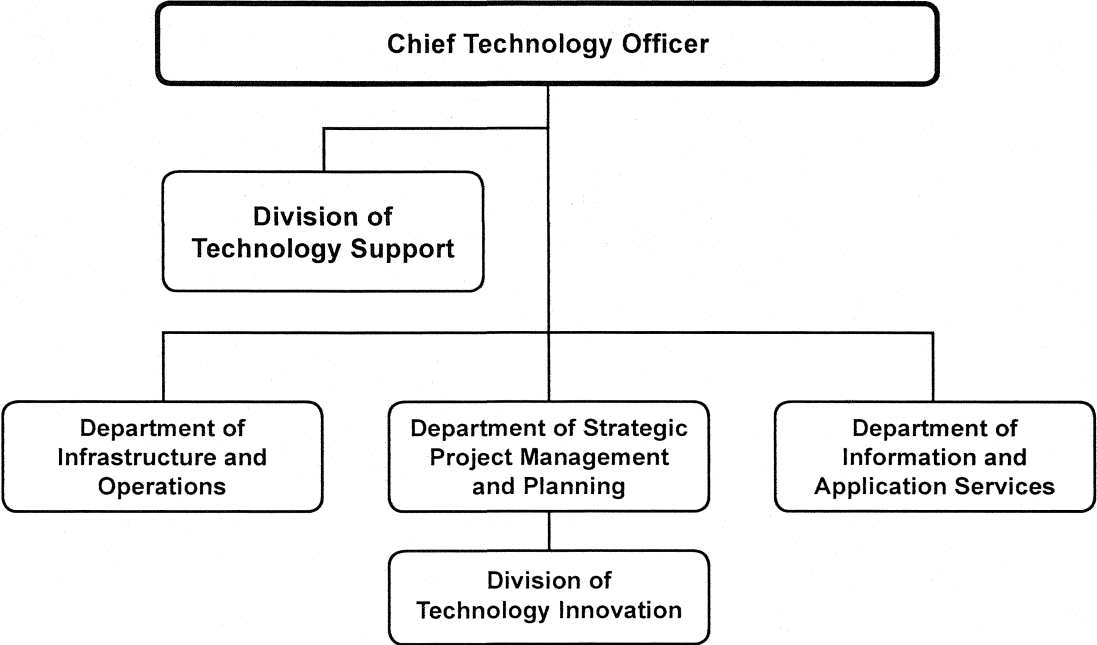 Chief Technology Officer
Division of
Technology Support
Department of
Infrastructure and
Operations
Department of Strategic
Project Management
and Planning
Department of
Information and
Application Services
Division of
Technology Innovation